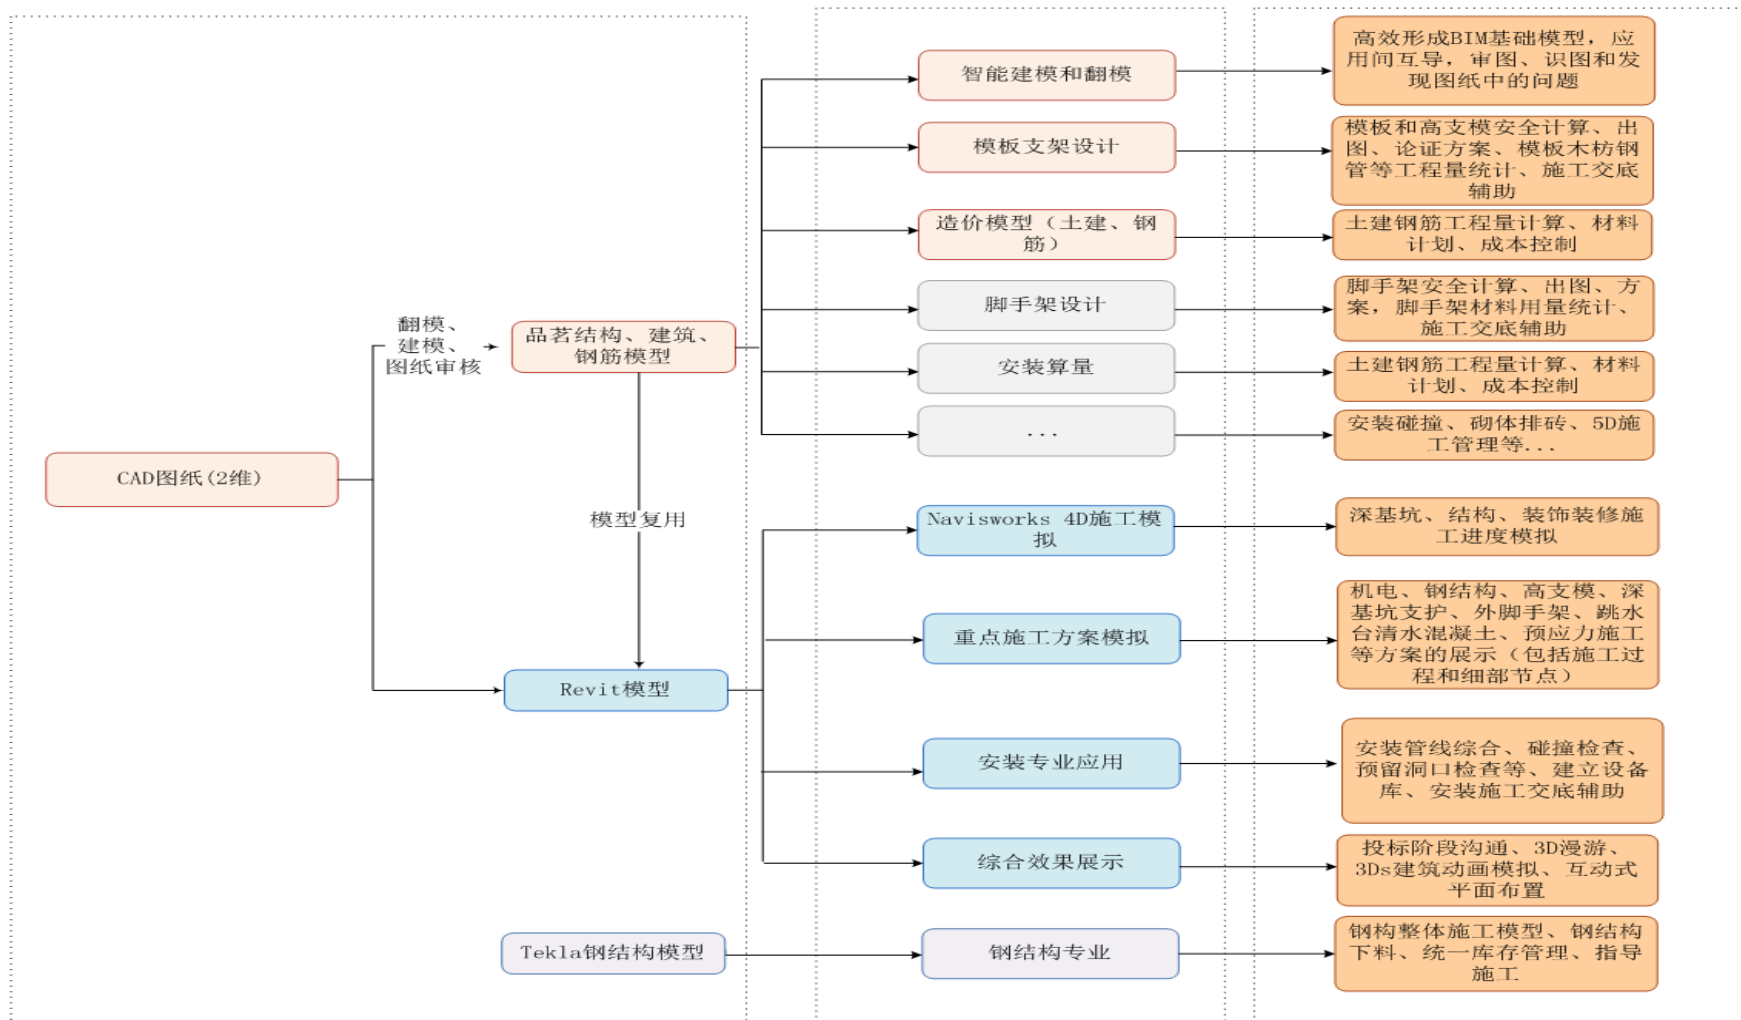 智能建模和翻模
高效形成BIM基础模型, 应
用间互导, 审图、识图和发
现图纸中的问题
模板支架设计
模板和高支模安全计算、出
图、论证方案、模板木枋钢
管等工程量统计、施工交底
辅助
造价模型（土建、钢
筋）
土建钢筋工程量计算、材料
计划、成本控制
脚手架设计
脚手架安全计算、出图、方
案, 脚手架材料用量统计、
施工交底辅助
翻模、
建模、
图纸审核
品茗结构、建筑、
钢筋模型
安装算量
土建钢筋工程量计算、材料
计划、成本控制
...
安装碰撞、砌体排砖、5D施
工管理等...
CAD图纸(2维)
模型复用
Navisworks 4D施工模
拟
深基坑、结构、装饰装修施
工进度模拟
重点施工方案模拟
机电、钢结构、高支模、深
基坑支护、外脚手架、跳水
台清水混凝土、预应力施工
等方案的展示（包括施工过
程和细部节点）
Revit模型
安装专业应用
安装管线综合、碰撞检查、
预留洞口检查等、建立设备
库、安装施工交底辅助
综合效果展示
投标阶段沟通、3D漫游、
3Ds建筑动画模拟、互动式
平面布置
Tekla钢结构模型
钢结构专业
钢构整体施工模型、钢结构
下料、统一库存管理、指导
施工